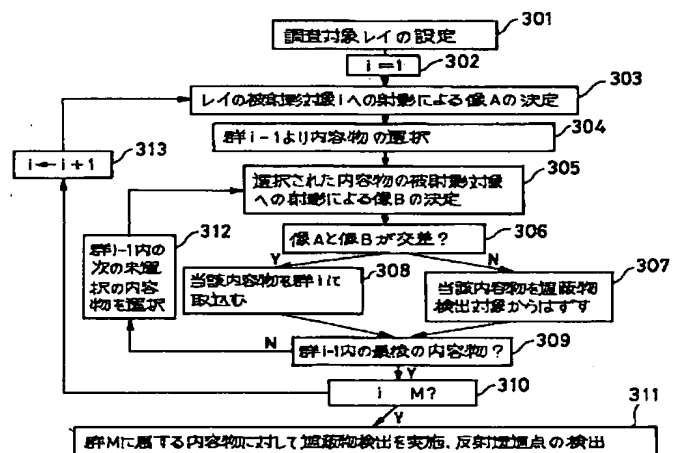 調査対象レイの設定
301
i=1
302
レイの被射影対象iへの射影による像Aの決定
303
群i-1より内容物の選択
304
i←i+1
313
選択された内容物の被射影対象
への射影による像Bの決定
305
像Aと像Bが交差?
306
Y
N
群i-1内の
次の未選
択の内容
物を選択
312
当該内容物を群iに
取込む
308
当該内容物を遮蔽物
検出対象からはずす
307
群i-1内の最後の内容物?
309
N
Y
i M?
310
Y
群Mに属する内容物に対して遮蔽物検出を実施、反射透過点の検出
311